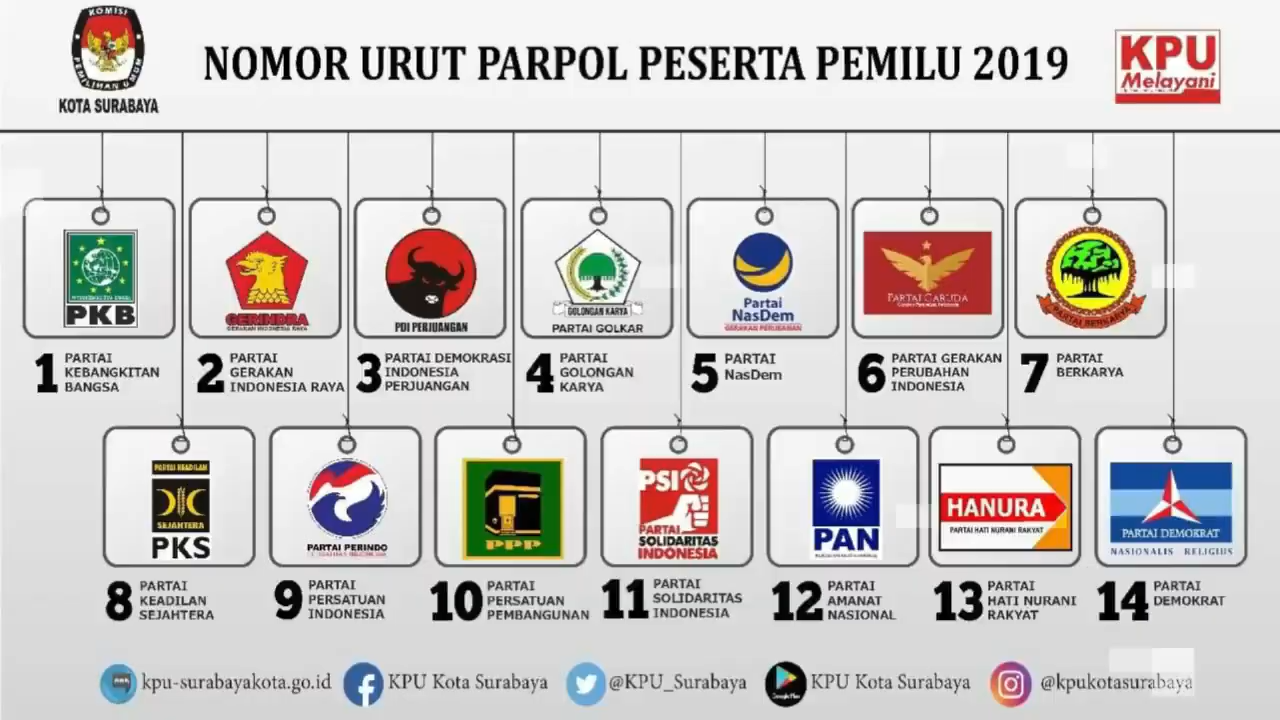 KOMISI
PEMILIHAN UMUM
KOTA SURABAYA
NOMOR URUT PARPOL PESERTA PEMILU 2019
KPU
Melayani
PKB
GERINDRA
GERAKAN INDONESIA RAYA
PDI PERJUANGAN
GOLONGAN KARYA
PARTAI GOLKAR
Partai
NasDem
GERAKAN PERUBAHAN
PARTAI GARUDA
PARTAI BERKARYA
1 PARTAI
KEBANGKITAN
BANGSA
2 PARTAI
GERAKAN
INDONESIA RAYA
3 PARTAI DEMOKRASI
INDONESIA
PERJUANGAN
4 PARTAI
GOLONGAN
KARYA
5 PARTAI
NasDem
6 PARTAI GERAKAN
PERUBAHAN
INDONESIA
7 PARTAI
BERKARYA
PARTAI KEADILAN
SEJAHTERA
PKS
PARTAI PERINDO
PPP
PSI
PARTAI
SOLIDARITAS
INDONESIA
PAN
HANURA
PARTAI HATI NURANI RAKYAT
PARTAI DEMOKRAT
NASIONALIS RELIGIUS
8 PARTAI
KEADILAN
SEJAHTERA
9 PARTAI
PERSATUAN
INDONESIA
10 PARTAI
PERSATUAN
PEMBANGUNAN
11 PARTAI
SOLIDARITAS
INDONESIA
12 PARTAI
AMANAT
NASIONAL
13 PARTAI
HATI NURANI
RAKYAT
14 PARTAI
DEMOKRAT
kpu-surabayakota.go.id
KPU Kota Surabaya
@KPU_Surabaya
Google Play
KPU Kota Surabaya
@kpukotasurabaya